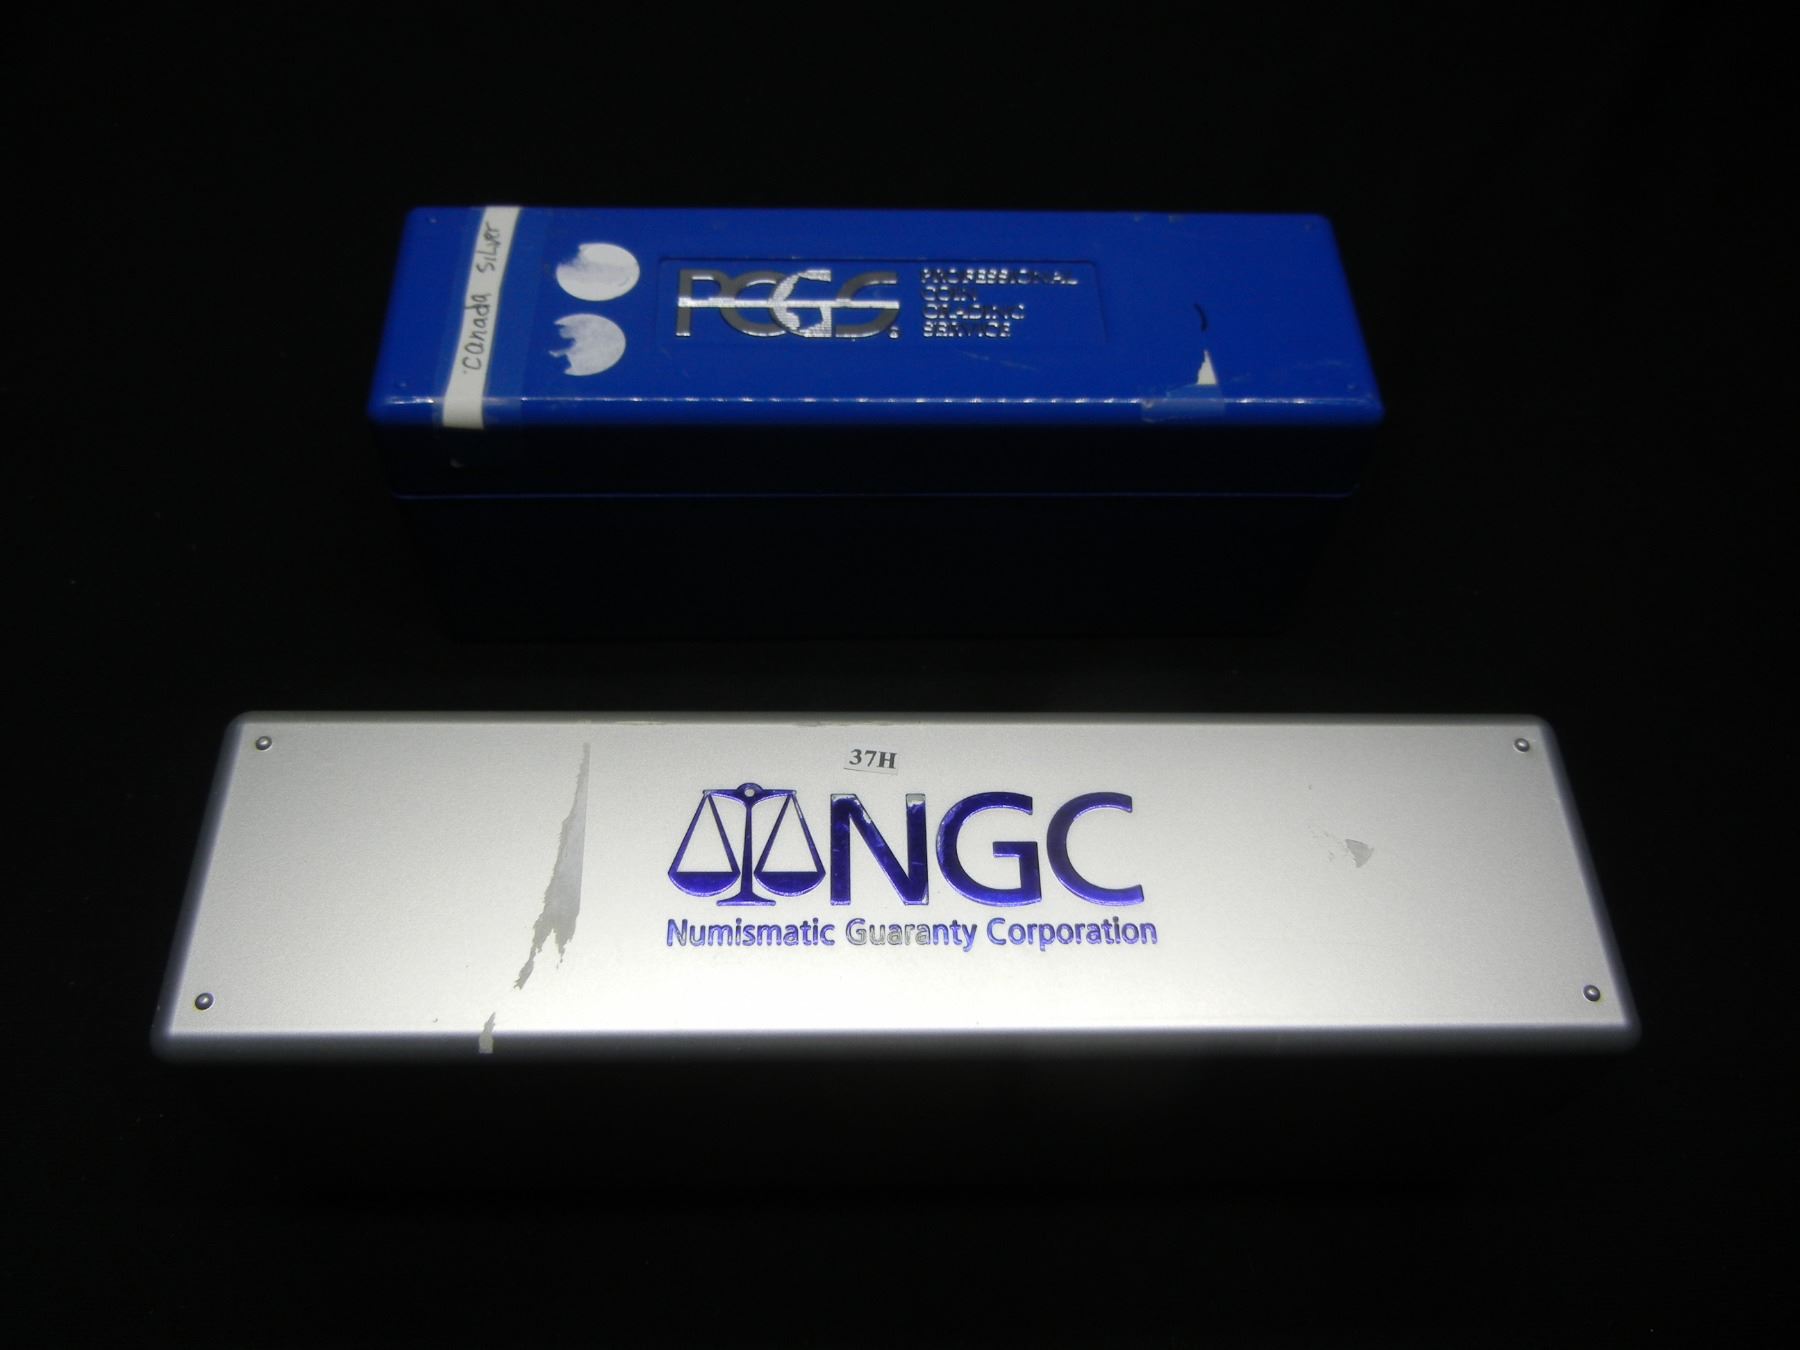 canada silver
PCGS
PROFESSIONAL
COIN
GRADING
SERVICE
37H
NGC
Numismatic Guaranty Corporation